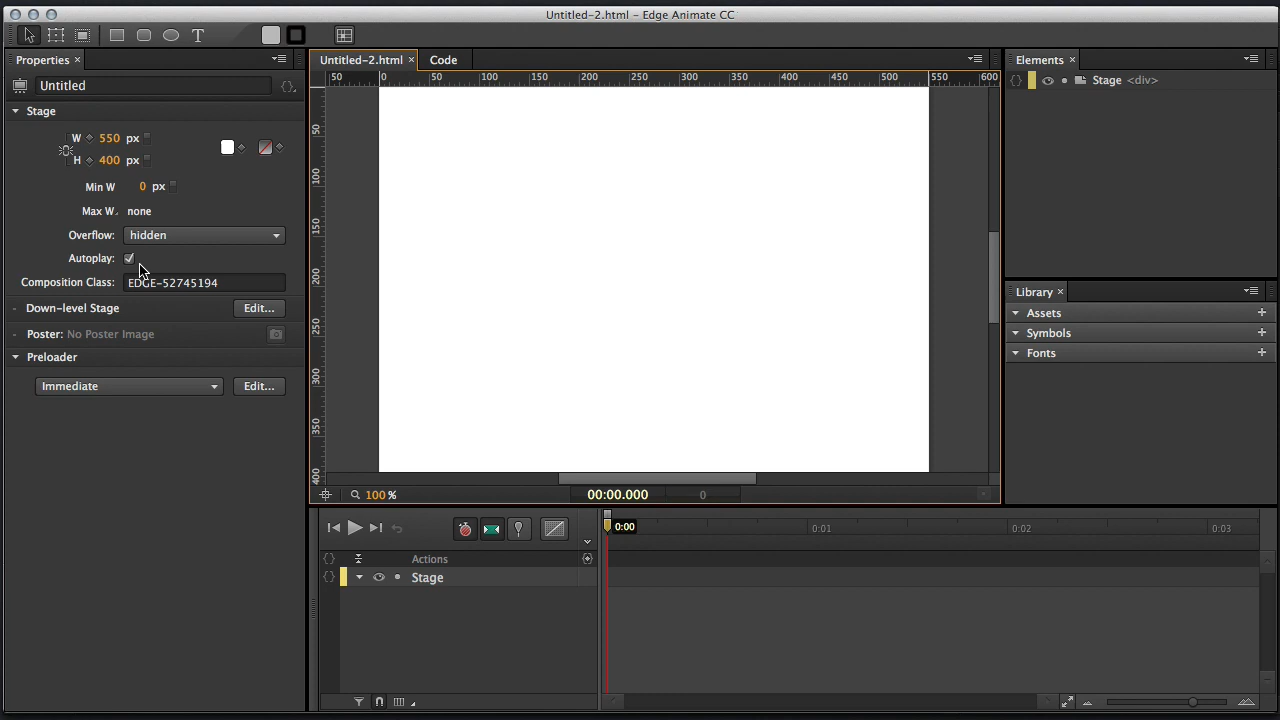 Untitled-2.html – Edge Animate CC
T
Properties ×
Untitled-2.html ×
Code
Elements ×
Untitled
50 0 50 100 150 200 250 300 350 400 450 500 550 600
Stage <div>
Stage
W 550 px
H 400 px
Min W 0 px
Max W. none
Overflow: hidden
Autoplay:
Composition Class: EDGE-52745194
Down-level Stage Edit...
Poster: No Poster Image
Preloader
Immediate Edit...
50
100
150
200
250
300
350
400
Library ×
Assets +
Symbols +
Fonts +
100 %
00:00.000
0
0:00
0:01
0:02
0:03
Actions
Stage